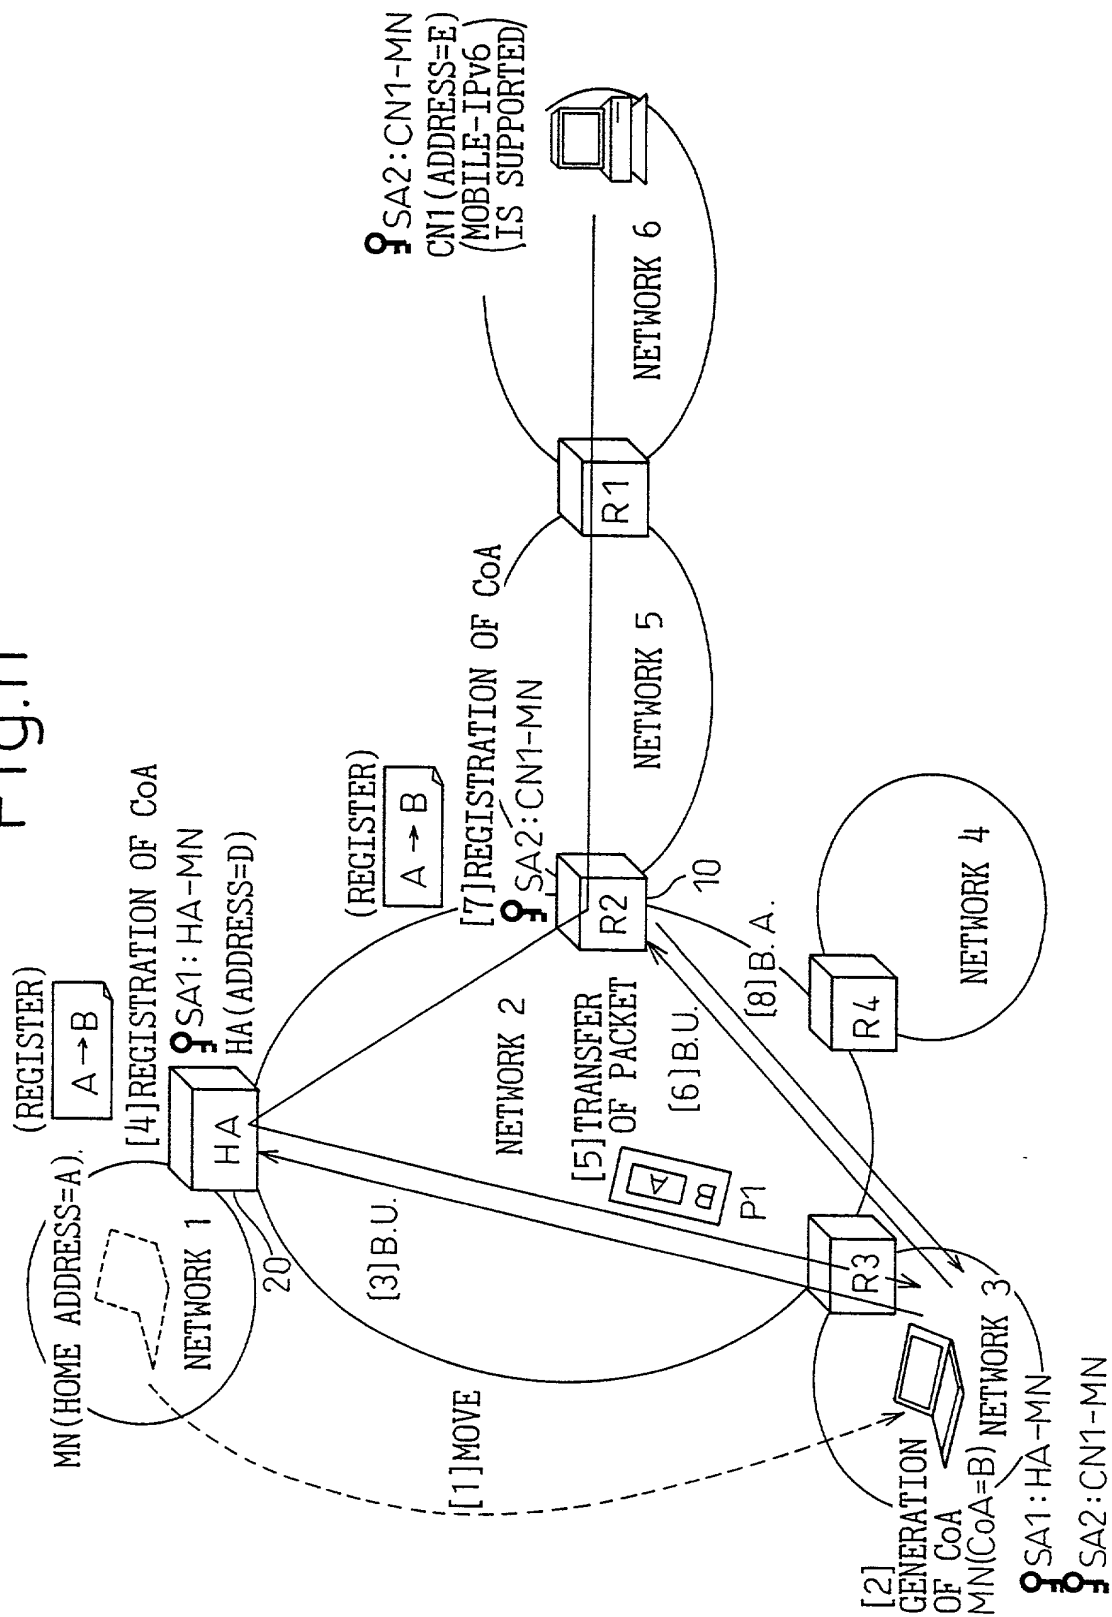 Fig.11
MN(HOME ADDRESS=A)
NETWORK 1
20
(REGISTER)
A→B
[4]REGISTRATION OF CoA
SA1:HA-MN
HA(ADDRESS=D)
HA
[1]MOVE
[3]B.U.
NETWORK 2
[5]TRANSFER
OF PACKET
B A
P1
[6]B.U.
[8]B.A.
(REGISTER)
A→B
[7]REGISTRATION OF CoA
SA2:CN1-MN
R2
10
NETWORK 5
R1
NETWORK 6
SA2:CN1-MN
CN1(ADDRESS=E)
(MOBILE-IPv6
IS SUPPORTED)
R4
NETWORK 4
R3
NETWORK 3
[2]
GENERATION
OF CoA
MN(CoA=B)
SA1:HA-MN
SA2:CN1-MN